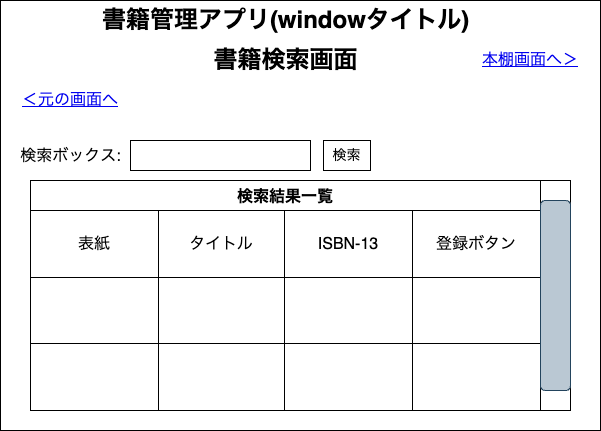 書籍管理アプリ(windowタイトル)
書籍検索画面
本棚画面へ＞
＜元の画面へ
検索ボックス: 検索
検索結果一覧
表紙 タイトル ISBN-13 登録ボタン